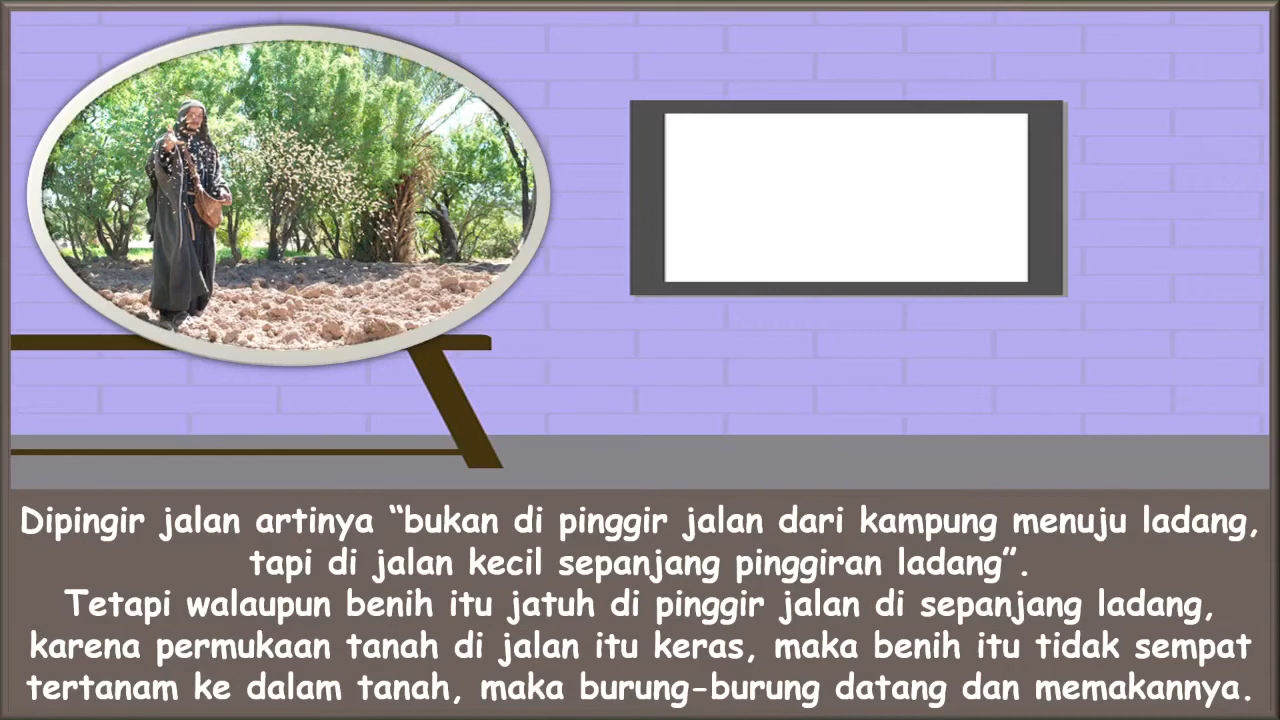 Dipingir jalan artinya “bukan di pinggir jalan dari kampung menuju ladang,
tapi di jalan kecil sepanjang pinggiran ladang”.
Tetapi walaupun benih itu jatuh di pinggir jalan di sepanjang ladang,
karena permukaan tanah di jalan itu keras, maka benih itu tidak sempat
tertanam ke dalam tanah, maka burung-burung datang dan memakannya.